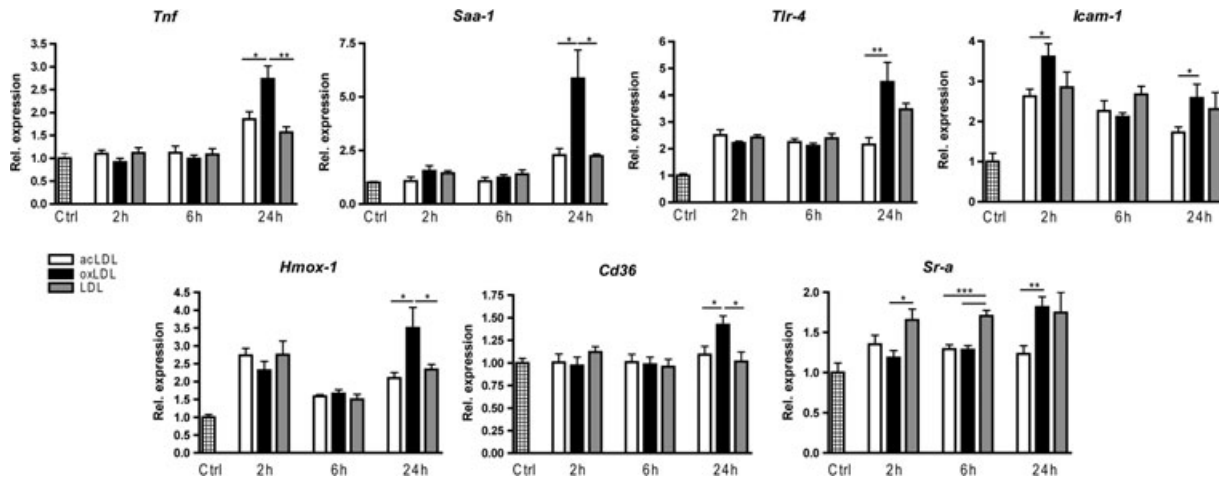 Tnf
Rel. expression
3.5
3.0
2.5
2.0
1.5
1.0
0.5
0.0
* **
Ctrl 2h 6h 24h
Saa-1
Rel. expression
7.5
5.0
2.5
0.0
* *
Ctrl 2h 6h 24h
Tlr-4
Rel. expression
6
5
4
3
2
1
0
**
Ctrl 2h 6h 24h
Icam-1
Rel. expression
4
3
2
1
0
* *
Ctrl 2h 6h 24h
acLDL
oxLDL
LDL
Hmox-1
Rel. expression
4.5
4.0
3.5
3.0
2.5
2.0
1.5
1.0
0.5
0.0
* *
Ctrl 2h 6h 24h
Cd36
Rel. expression
1.75
1.50
1.25
1.00
0.75
0.50
0.25
0.00
* *
Ctrl 2h 6h 24h
Sr-a
Rel. expression
2.0
1.5
1.0
0.5
0.0
* *** **
Ctrl 2h 6h 24h